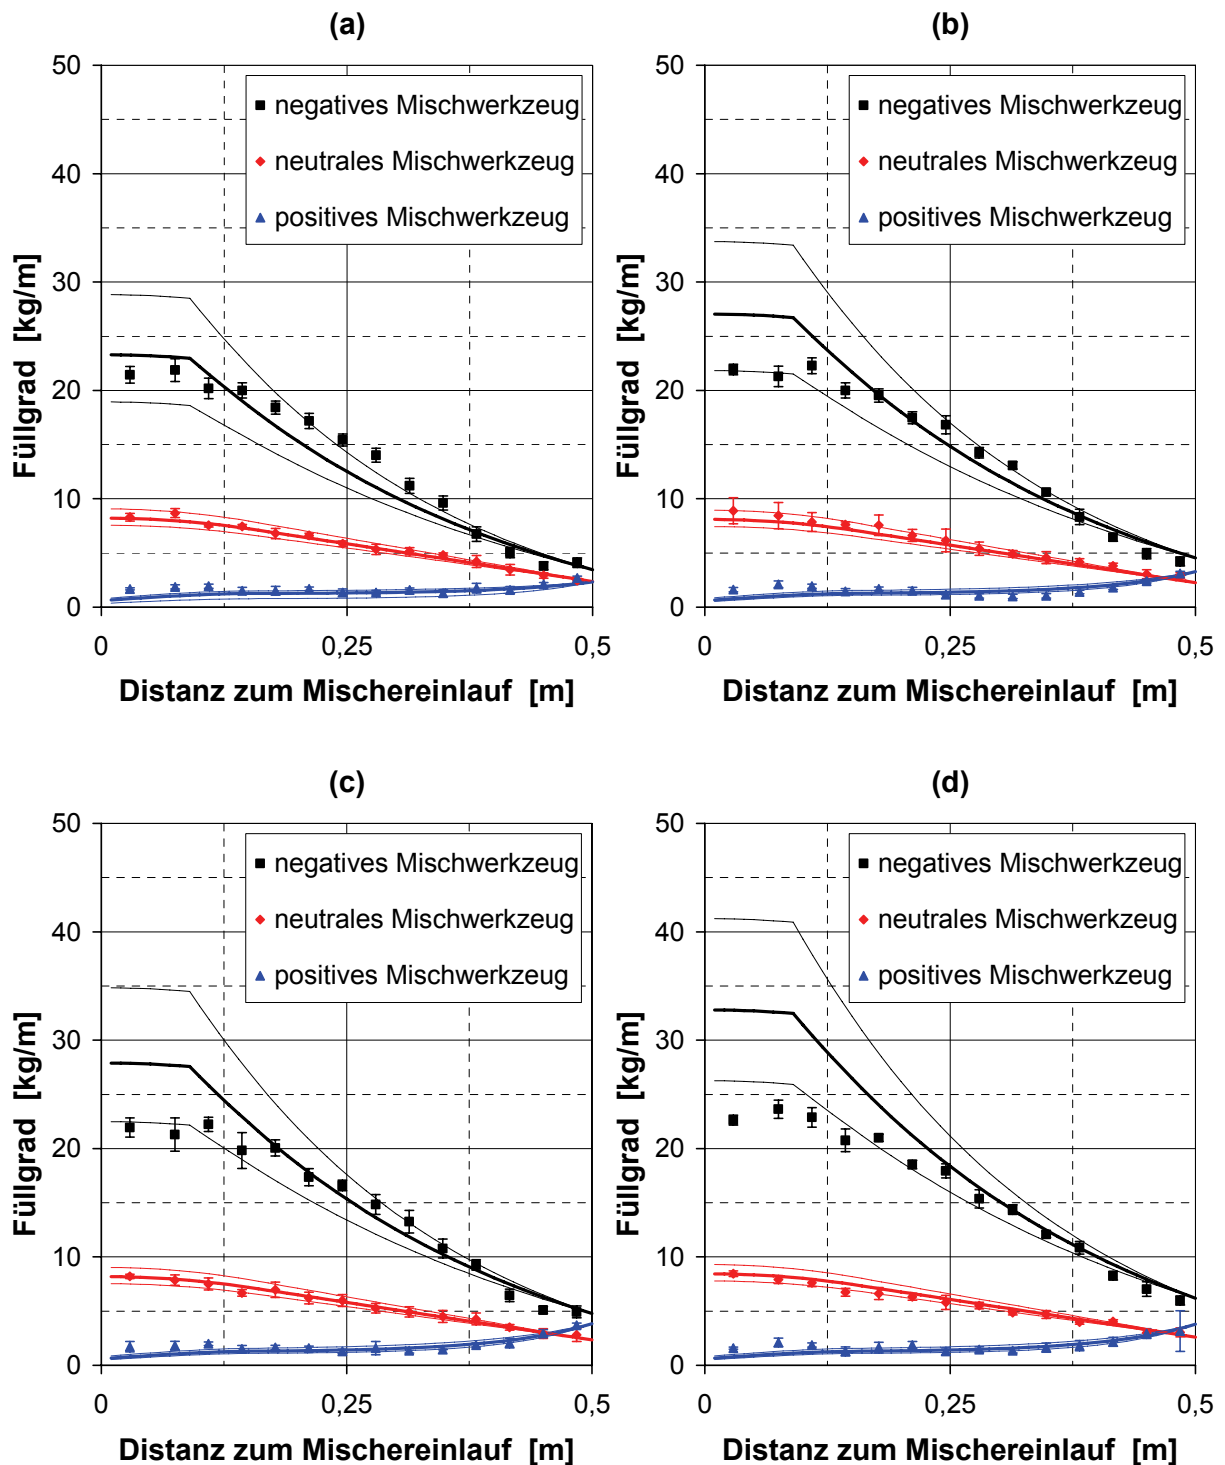 (a)
50
40
30
20
10
0
Füllgrad [kg/m]
negatives Mischwerkzeug
neutrales Mischwerkzeug
positives Mischwerkzeug
0 0,25 0,5
Distanz zum Mischereinlauf [m]
(b)
50
40
30
20
10
0
Füllgrad [kg/m]
negatives Mischwerkzeug
neutrales Mischwerkzeug
positives Mischwerkzeug
0 0,25 0,5
Distanz zum Mischereinlauf [m]
(c)
50
40
30
20
10
0
Füllgrad [kg/m]
negatives Mischwerkzeug
neutrales Mischwerkzeug
positives Mischwerkzeug
0 0,25 0,5
Distanz zum Mischereinlauf [m]
(d)
50
40
30
20
10
0
Füllgrad [kg/m]
negatives Mischwerkzeug
neutrales Mischwerkzeug
positives Mischwerkzeug
0 0,25 0,5
Distanz zum Mischereinlauf [m]